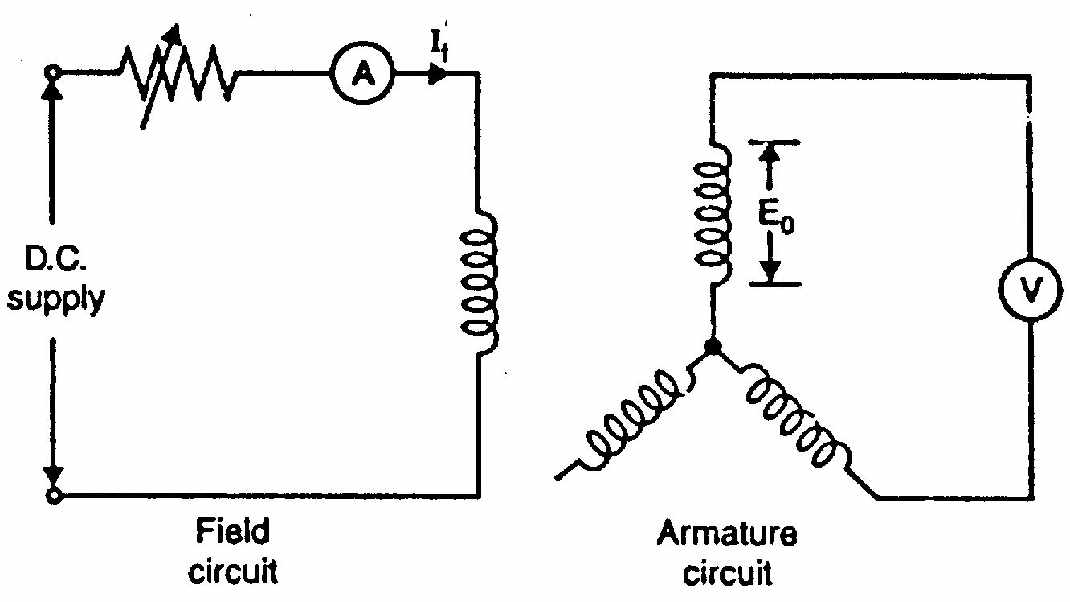 I_f
A
D.C.
supply
E_0
V
Field
circuit
Armature
circuit